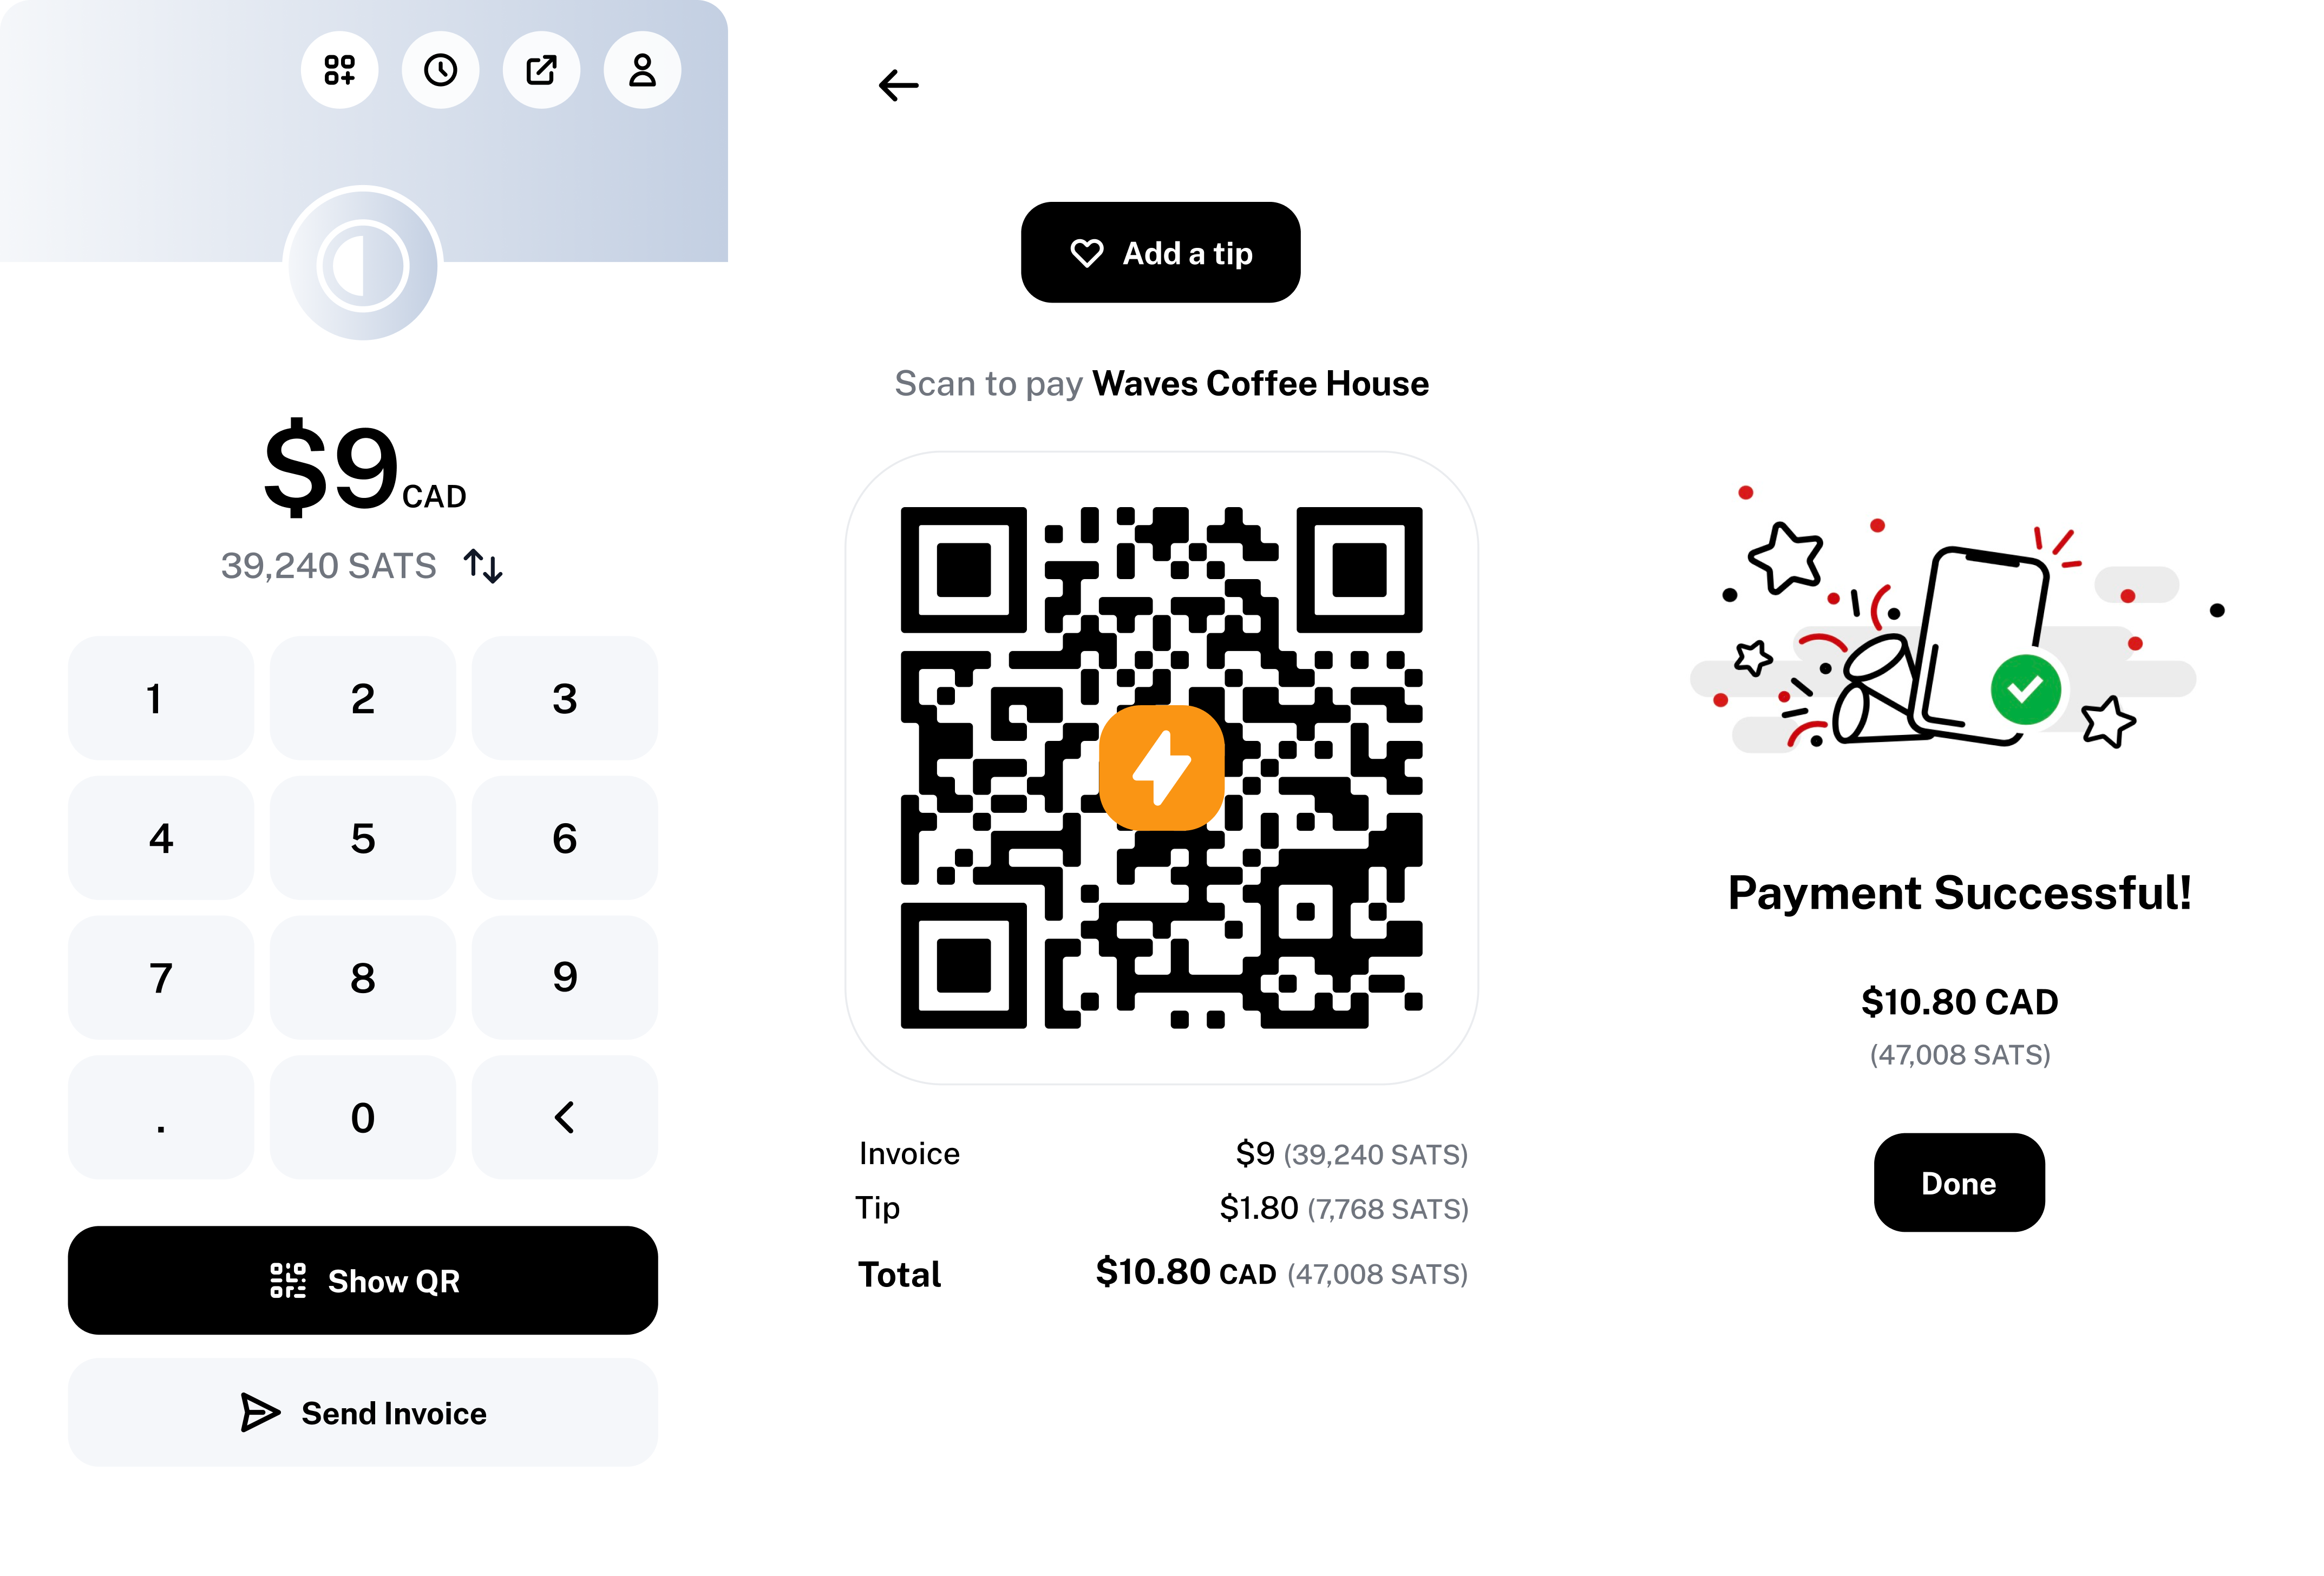 $9 CAD
39,240 SATS
1 2 3
4 5 6
7 8 9
. 0
Show QR
Send Invoice
Add a tip
Scan to pay Waves Coffee House
Invoice $9 (39,240 SATS)
Tip $1.80 (7,768 SATS)
Total $10.80 CAD (47,008 SATS)
Payment Successful!
$10.80 CAD
(47,008 SATS)
Done